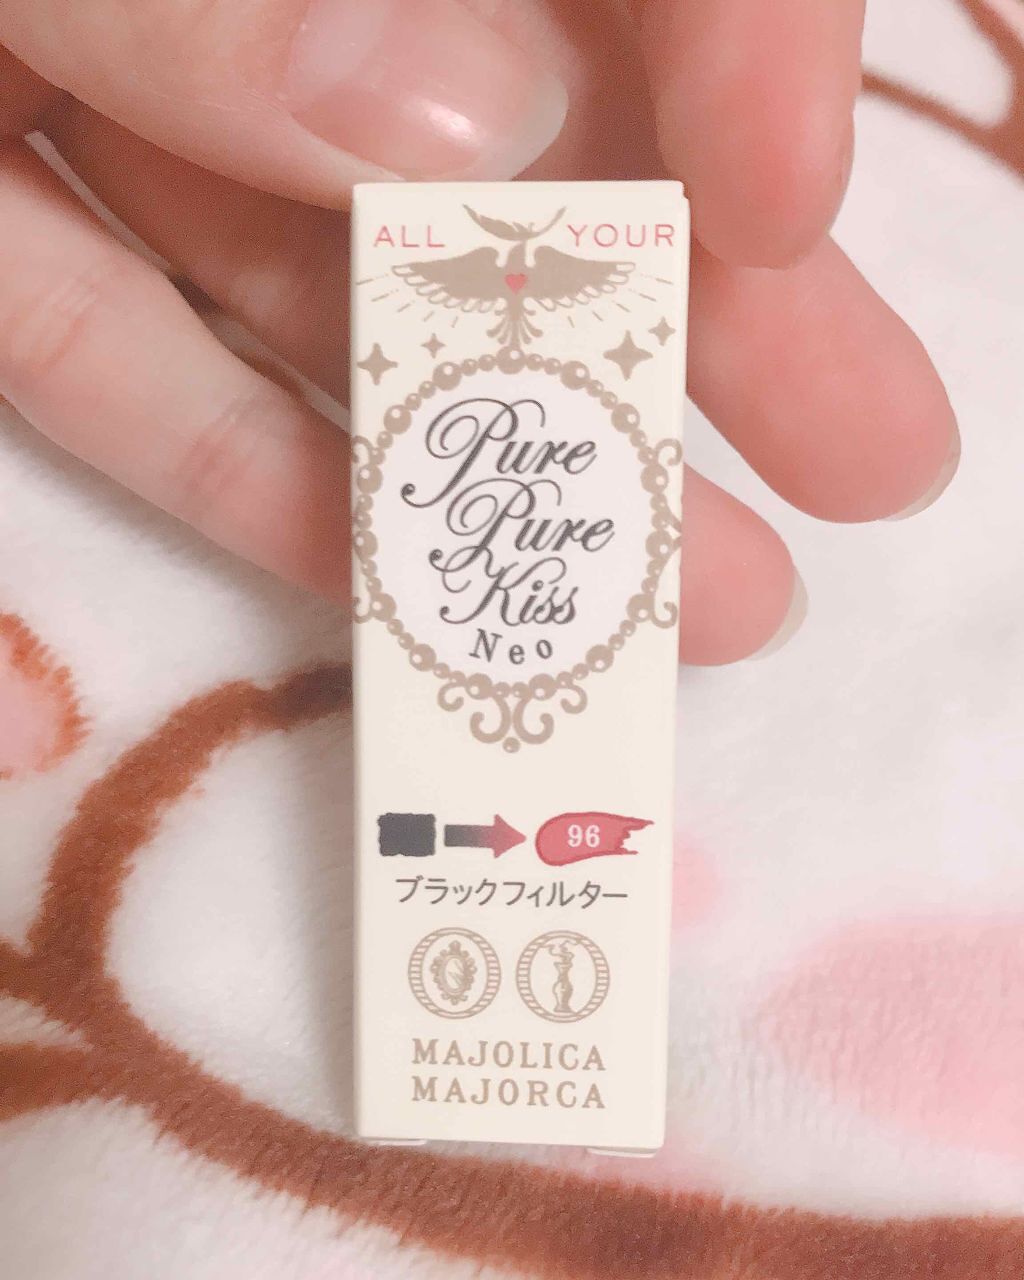 ALL YOUR
Pure
Pure
Kiss
Neo
96
ブラックフィルター
MAJOLICA
MAJORCA